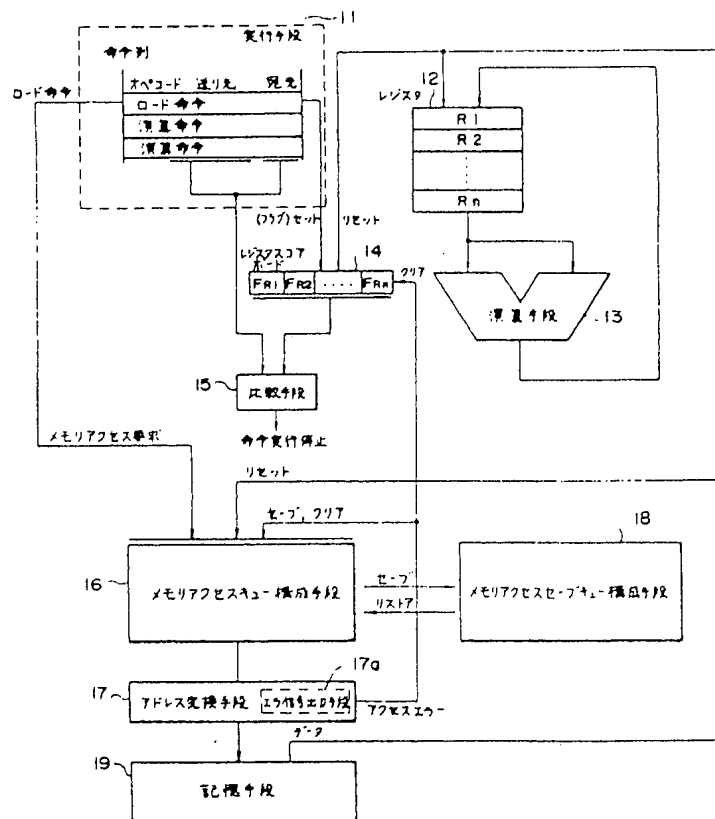 11
実行手段
命令列
オペコード 送り先 宛先
ロード命令
ロード命令
演算命令
演算命令
12
レジスタ
R1
R2
Rn
(フラグ)セット
リセット
レジスタスコア
ボード
14
FR1 FR2 .... FRn
クリア
演算手段
13
15
比較手段
命令実行停止
メモリアクセス要求
リセット
セーブ,クリア
16
メモリアクセスキュー構成手段
セーブ
リストア
18
メモリアクセスセーブキュー構成手段
17
アドレス変換手段
17a
エラー信号出力手段
アクセスエラー
データ
19
記憶手段